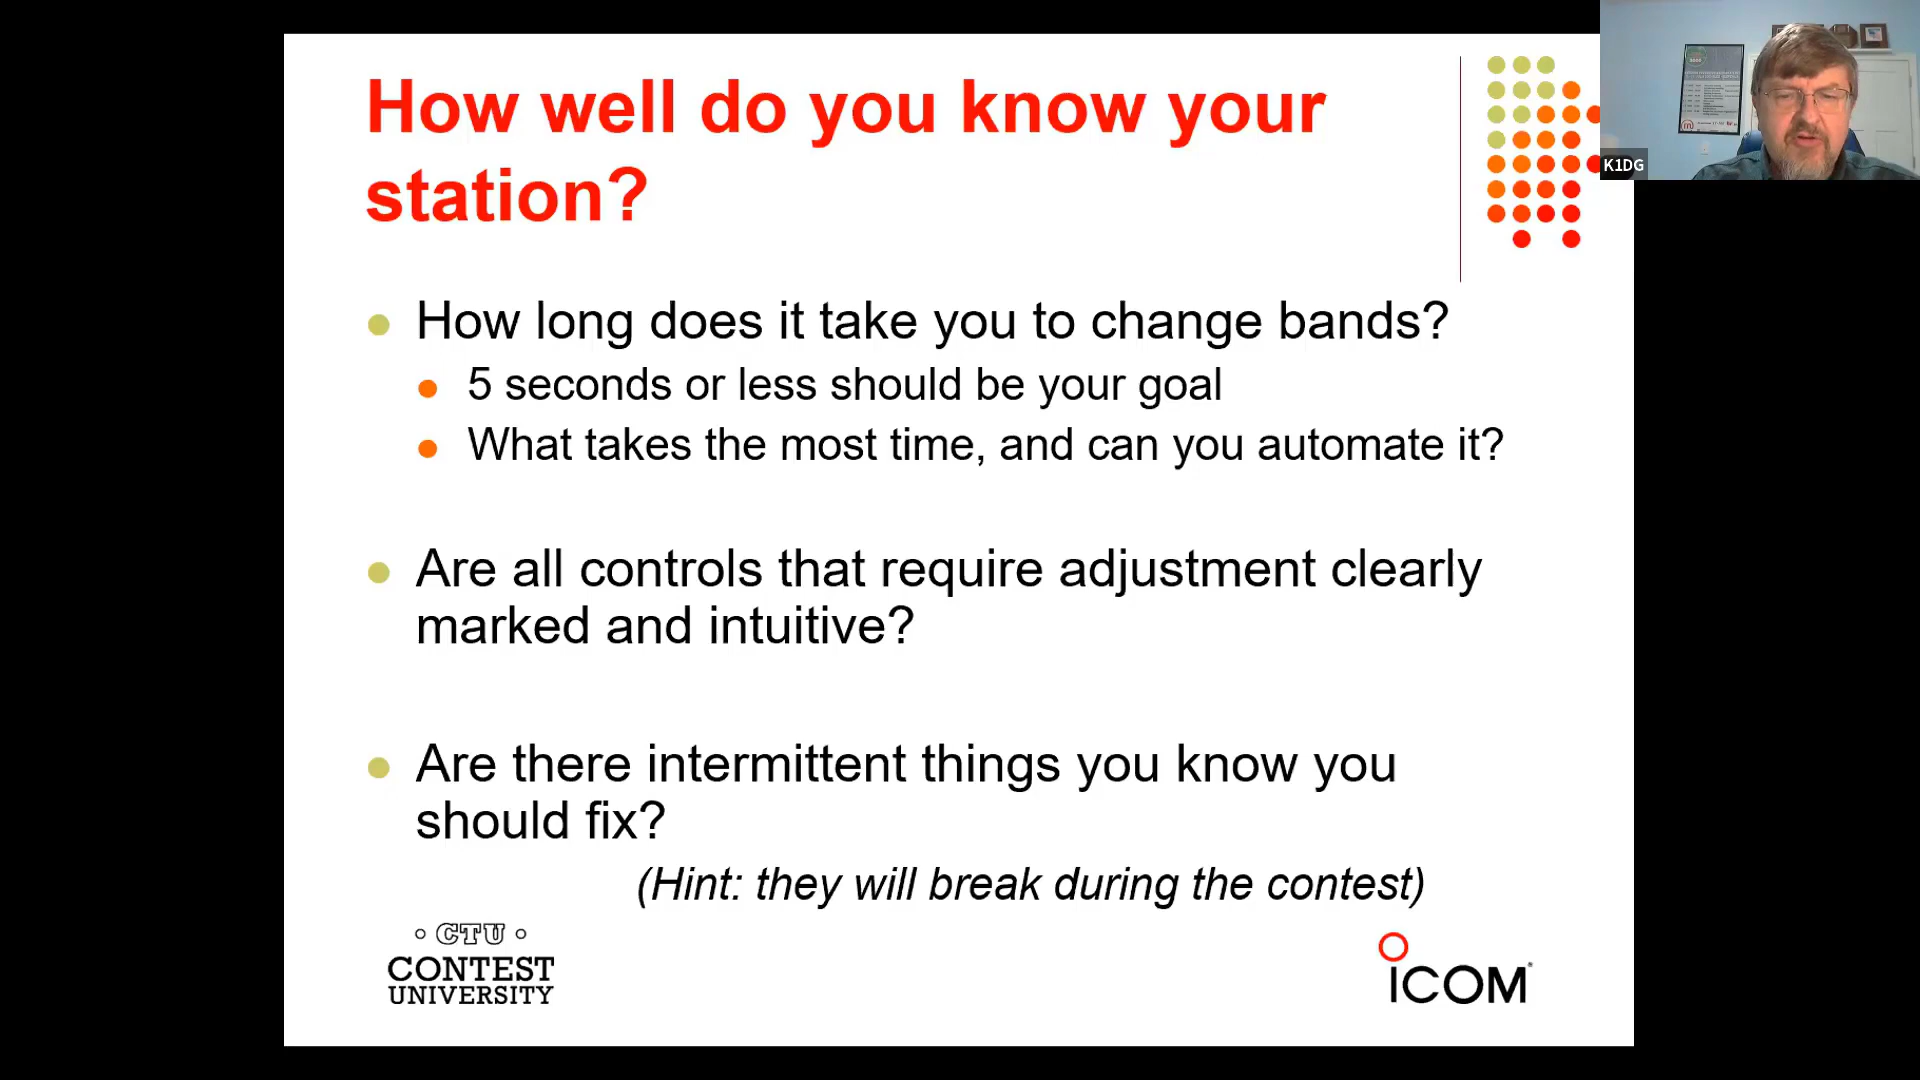 How well do you know your
station?
K1DG
How long does it take you to change bands?
5 seconds or less should be your goal
What takes the most time, and can you automate it?
Are all controls that require adjustment clearly
marked and intuitive?
Are there intermittent things you know you
should fix?
(Hint: they will break during the contest)
CTU
CONTEST
UNIVERSITY
ICOM